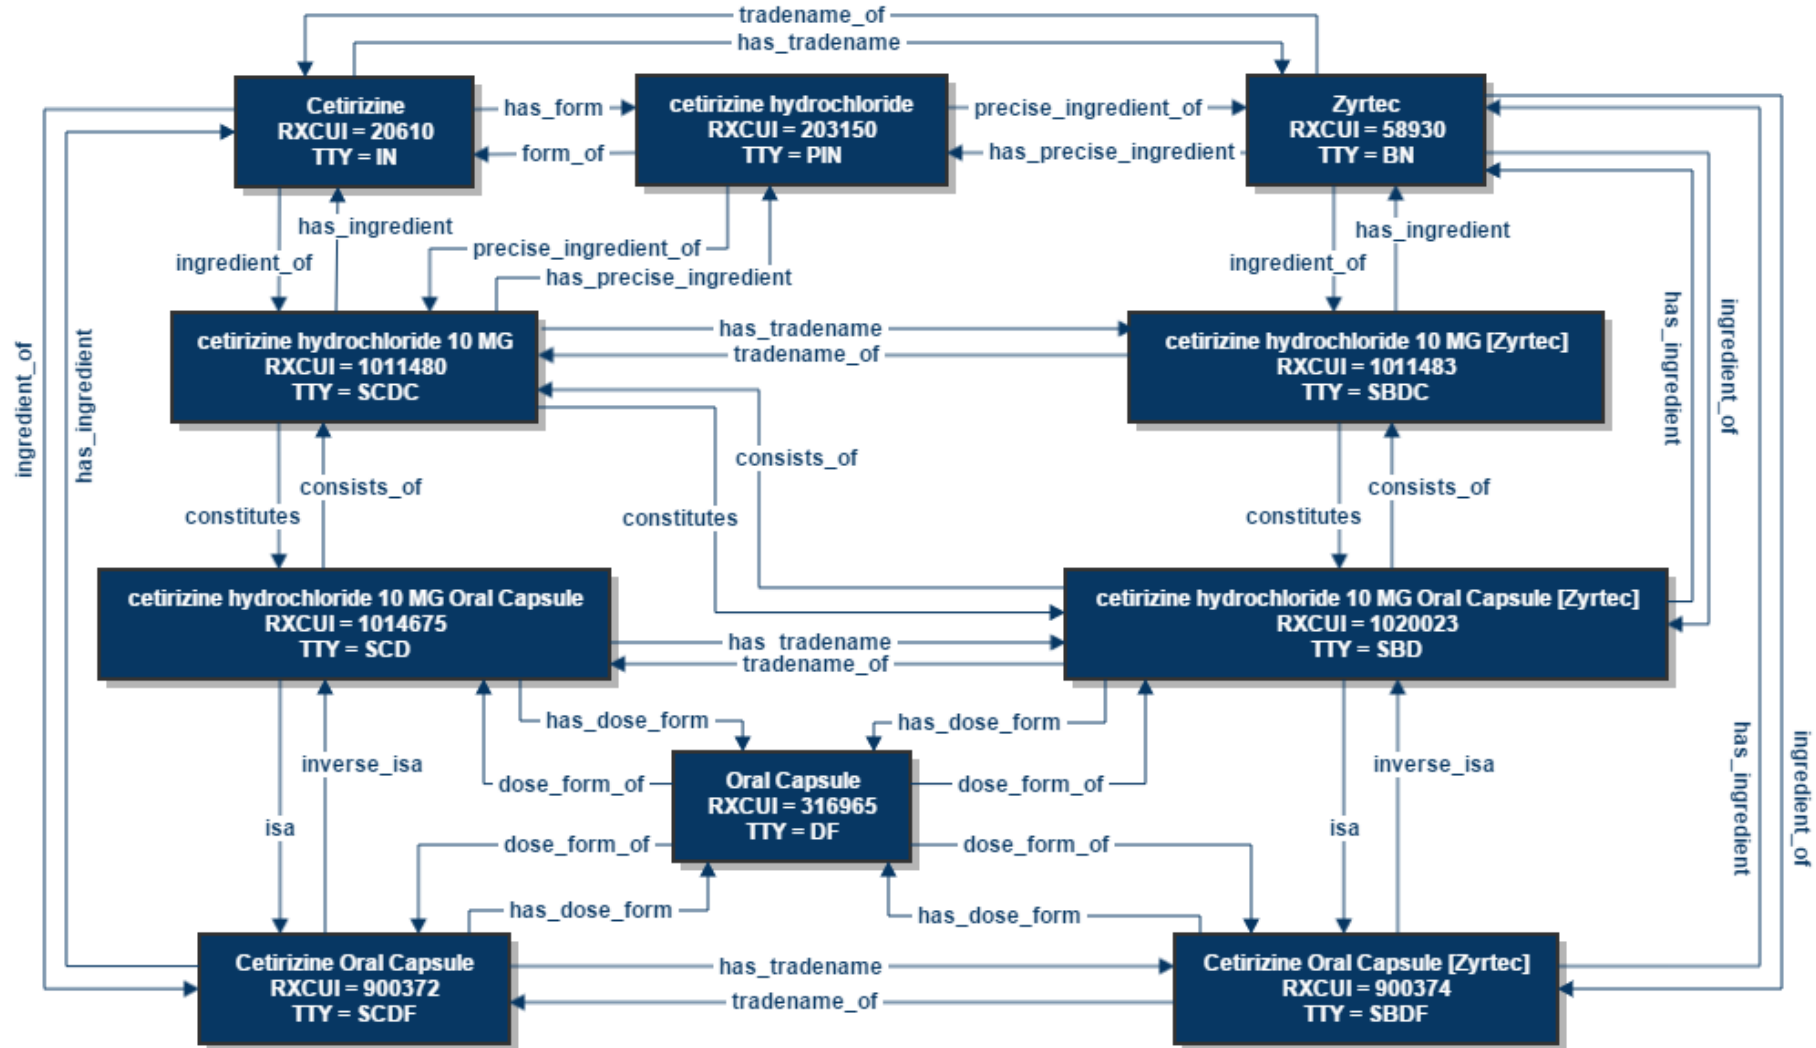 tradename_of
has_tradename
Cetirizine
RXCUI = 20610
TTY = IN
has_form
form_of
cetirizine hydrochloride
RXCUI = 203150
TTY = PIN
precise_ingredient_of
has_precise_ingredient
Zyrtec
RXCUI = 58930
TTY = BN
has_ingredient
ingredient_of
precise_ingredient_of
has_precise_ingredient
has_ingredient
ingredient_of
ingredient_of
has_ingredient
cetirizine hydrochloride 10 MG
RXCUI = 1011480
TTY = SCDC
has_tradename
tradename_of
cetirizine hydrochloride 10 MG [Zyrtec]
RXCUI = 1011483
TTY = SBDC
has_ingredient
ingredient_of
consists_of
constitutes
consists_of
constitutes
consists_of
constitutes
cetirizine hydrochloride 10 MG Oral Capsule
RXCUI = 1014675
TTY = SCD
has tradename
tradename_of
cetirizine hydrochloride 10 MG Oral Capsule [Zyrtec]
RXCUI = 1020023
TTY = SBD
has_dose_form
has_dose_form
inverse_isa
isa
dose_form_of
Oral Capsule
RXCUI = 316965
TTY = DF
dose_form_of
inverse_isa
isa
has_ingredient
ingredient_of
dose_form_of
dose_form_of
has_dose_form
has_dose_form
Cetirizine Oral Capsule
RXCUI = 900372
TTY = SCDF
has_tradename
tradename_of
Cetirizine Oral Capsule [Zyrtec]
RXCUI = 900374
TTY = SBDF